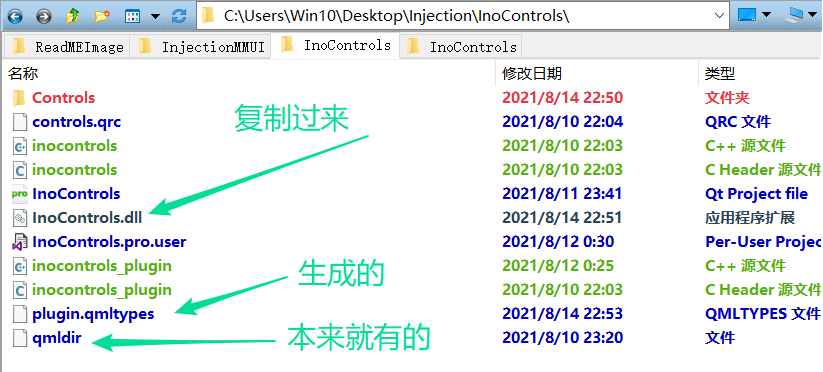 C:\Users\Win10\Desktop\Injection\InoControls\
ReadMEImage InjectionMMUI InoControls InoControls
名称 修改日期 类型
Controls 2021/8/14 22:50 文件夹
controls.qrc 2021/8/10 22:04 QRC 文件
复制过来
inocontrols 2021/8/10 22:03 C++ 源文件
inocontrols 2021/8/10 22:03 C Header 源文件
InoControls 2021/8/11 23:41 Qt Project file
InoControls.dll 2021/8/14 22:51 应用程序扩展
InoControls.pro.user 2021/8/12 0:30 Per-User Projec
inocontrols_plugin 2021/8/12 0:25 C++ 源文件
生成的
inocontrols_plugin 2021/8/10 22:03 C Header 源文件
plugin.qmltypes 2021/8/14 22:53 QMLTYPES 文件
qmldir 2021/8/10 23:20 文件
本来就有的